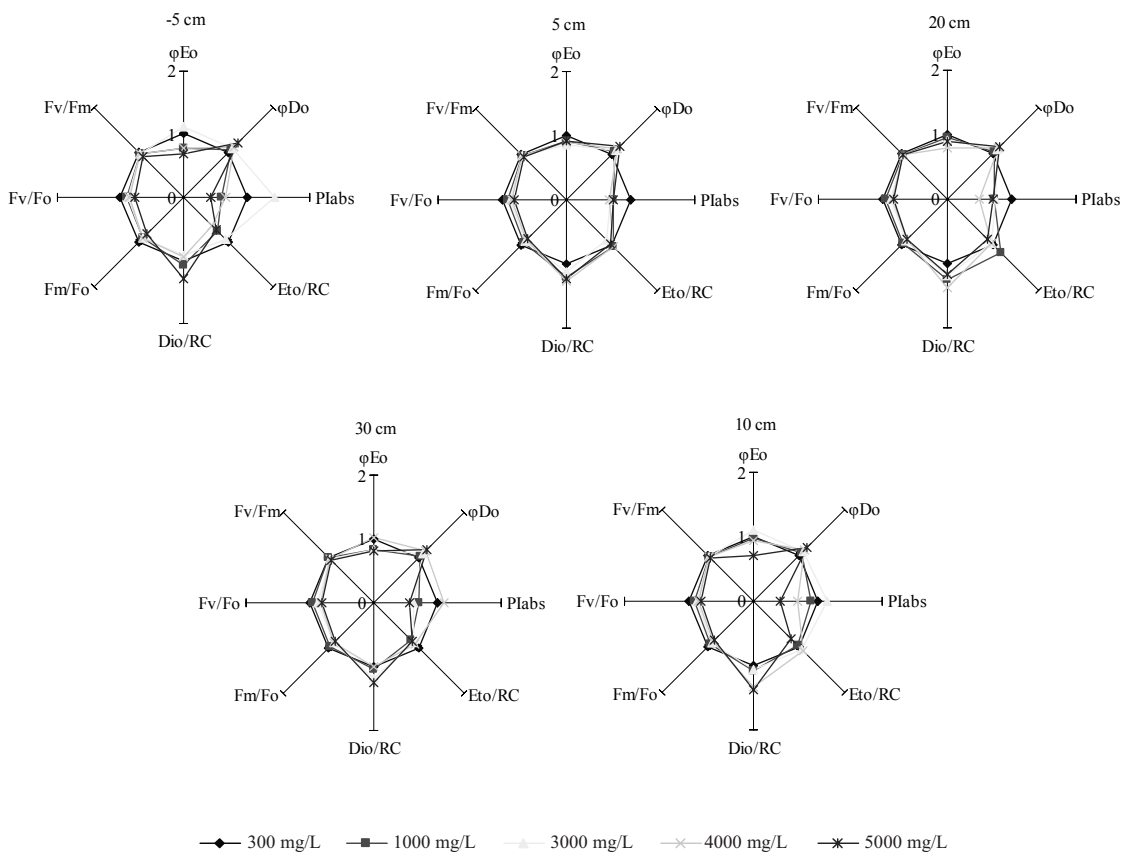 -5 cm
φEo
2
Fv/Fm
φDo
1
Fv/Fo
0
PIabs
Fm/Fo
Eto/RC
Dio/RC
5 cm
φEo
2
Fv/Fm
φDo
1
Fv/Fo
0
PIabs
Fm/Fo
Eto/RC
Dio/RC
20 cm
φEo
2
Fv/Fm
φDo
1
Fv/Fo
0
PIabs
Fm/Fo
Eto/RC
Dio/RC
30 cm
φEo
2
Fv/Fm
φDo
1
Fv/Fo
0
PIabs
Fm/Fo
Eto/RC
Dio/RC
10 cm
φEo
2
Fv/Fm
φDo
1
Fv/Fo
0
PIabs
Fm/Fo
Eto/RC
Dio/RC
300 mg/L 1000 mg/L 3000 mg/L 4000 mg/L 5000 mg/L